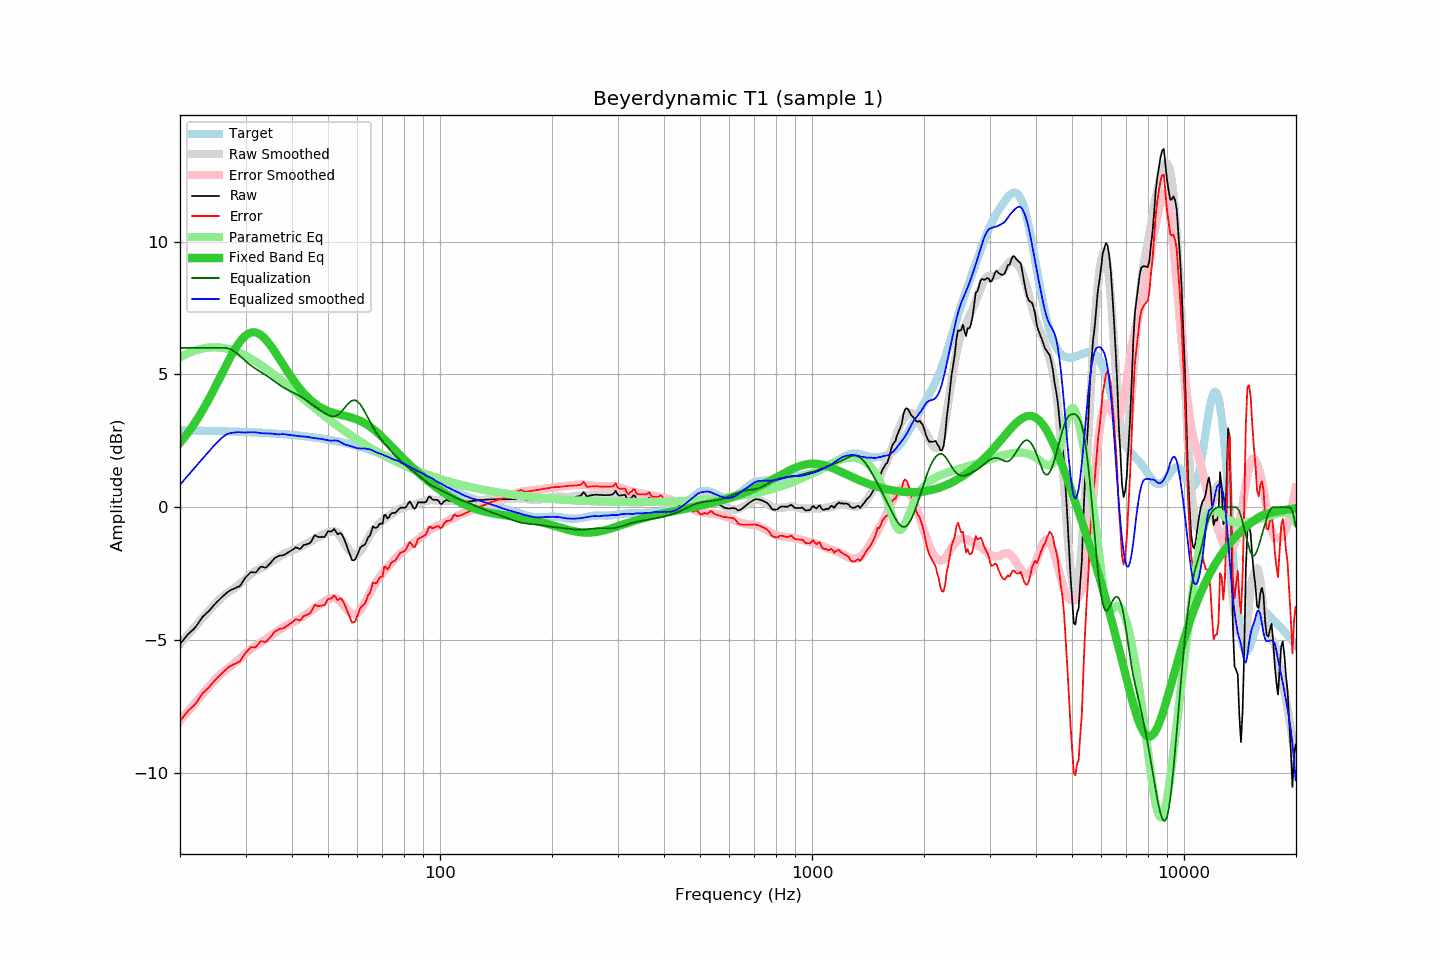 Beyerdynamic T1 (sample 1)
Target
Raw Smoothed
Error Smoothed
Raw
Error
Parametric Eq
Fixed Band Eq
Equalization
Equalized smoothed
10
5
0
−5
−10
Amplitude (dBr)
100
1000
10000
Frequency (Hz)